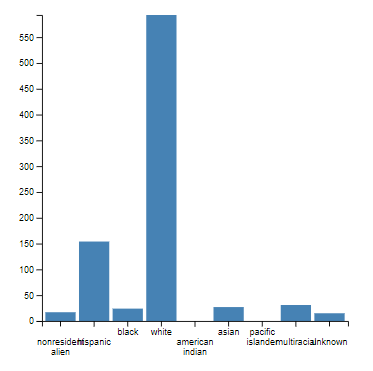 550
500
450
400
350
300
250
200
150
100
50
0
nonresident
alien
hispanic
black
white
american
indian
asian
pacific
islander
multiracial
unknown